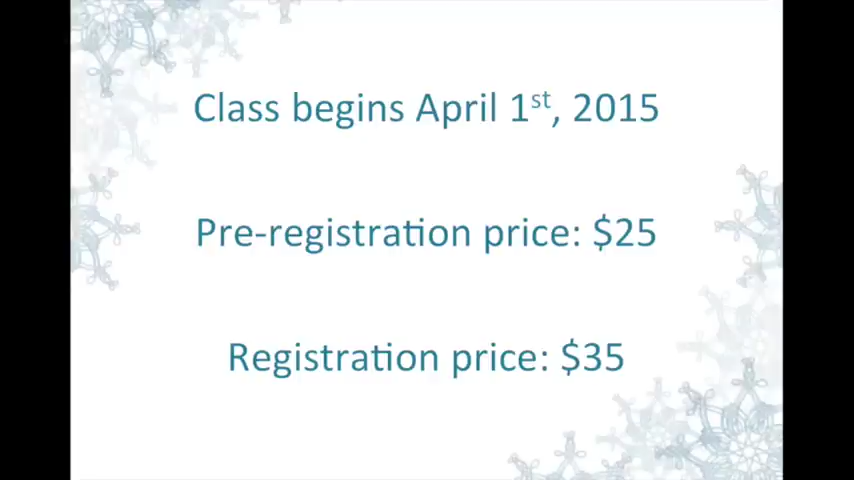 Class begins April 1st, 2015
Pre-registration price: $25
Registration price: $35